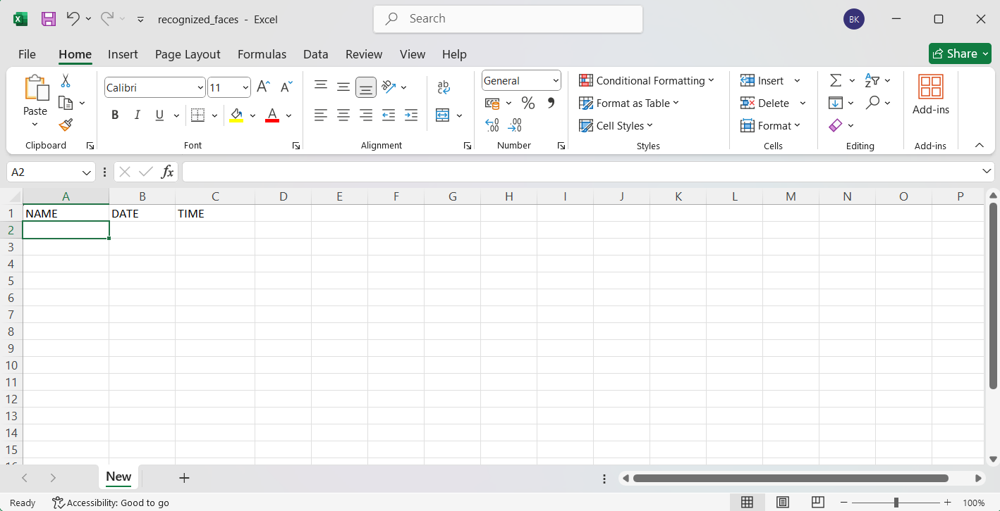 recognized_faces - Excel
Search
BK
File Home Insert Page Layout Formulas Data Review View Help
Share
Paste
Calibri 11
B I U A
ab
General
% 9
Conditional Formatting
Format as Table
Cell Styles
Insert
Delete
Format
Add-ins
Clipboard Font Alignment Number Styles Cells Editing Add-ins
A2 fx
A B C D E F G H I J K L M N O P
1 NAME DATE TIME
2
3
4
5
6
7
8
9
10
11
12
13
14
15
New
Ready Accessibility: Good to go 100%